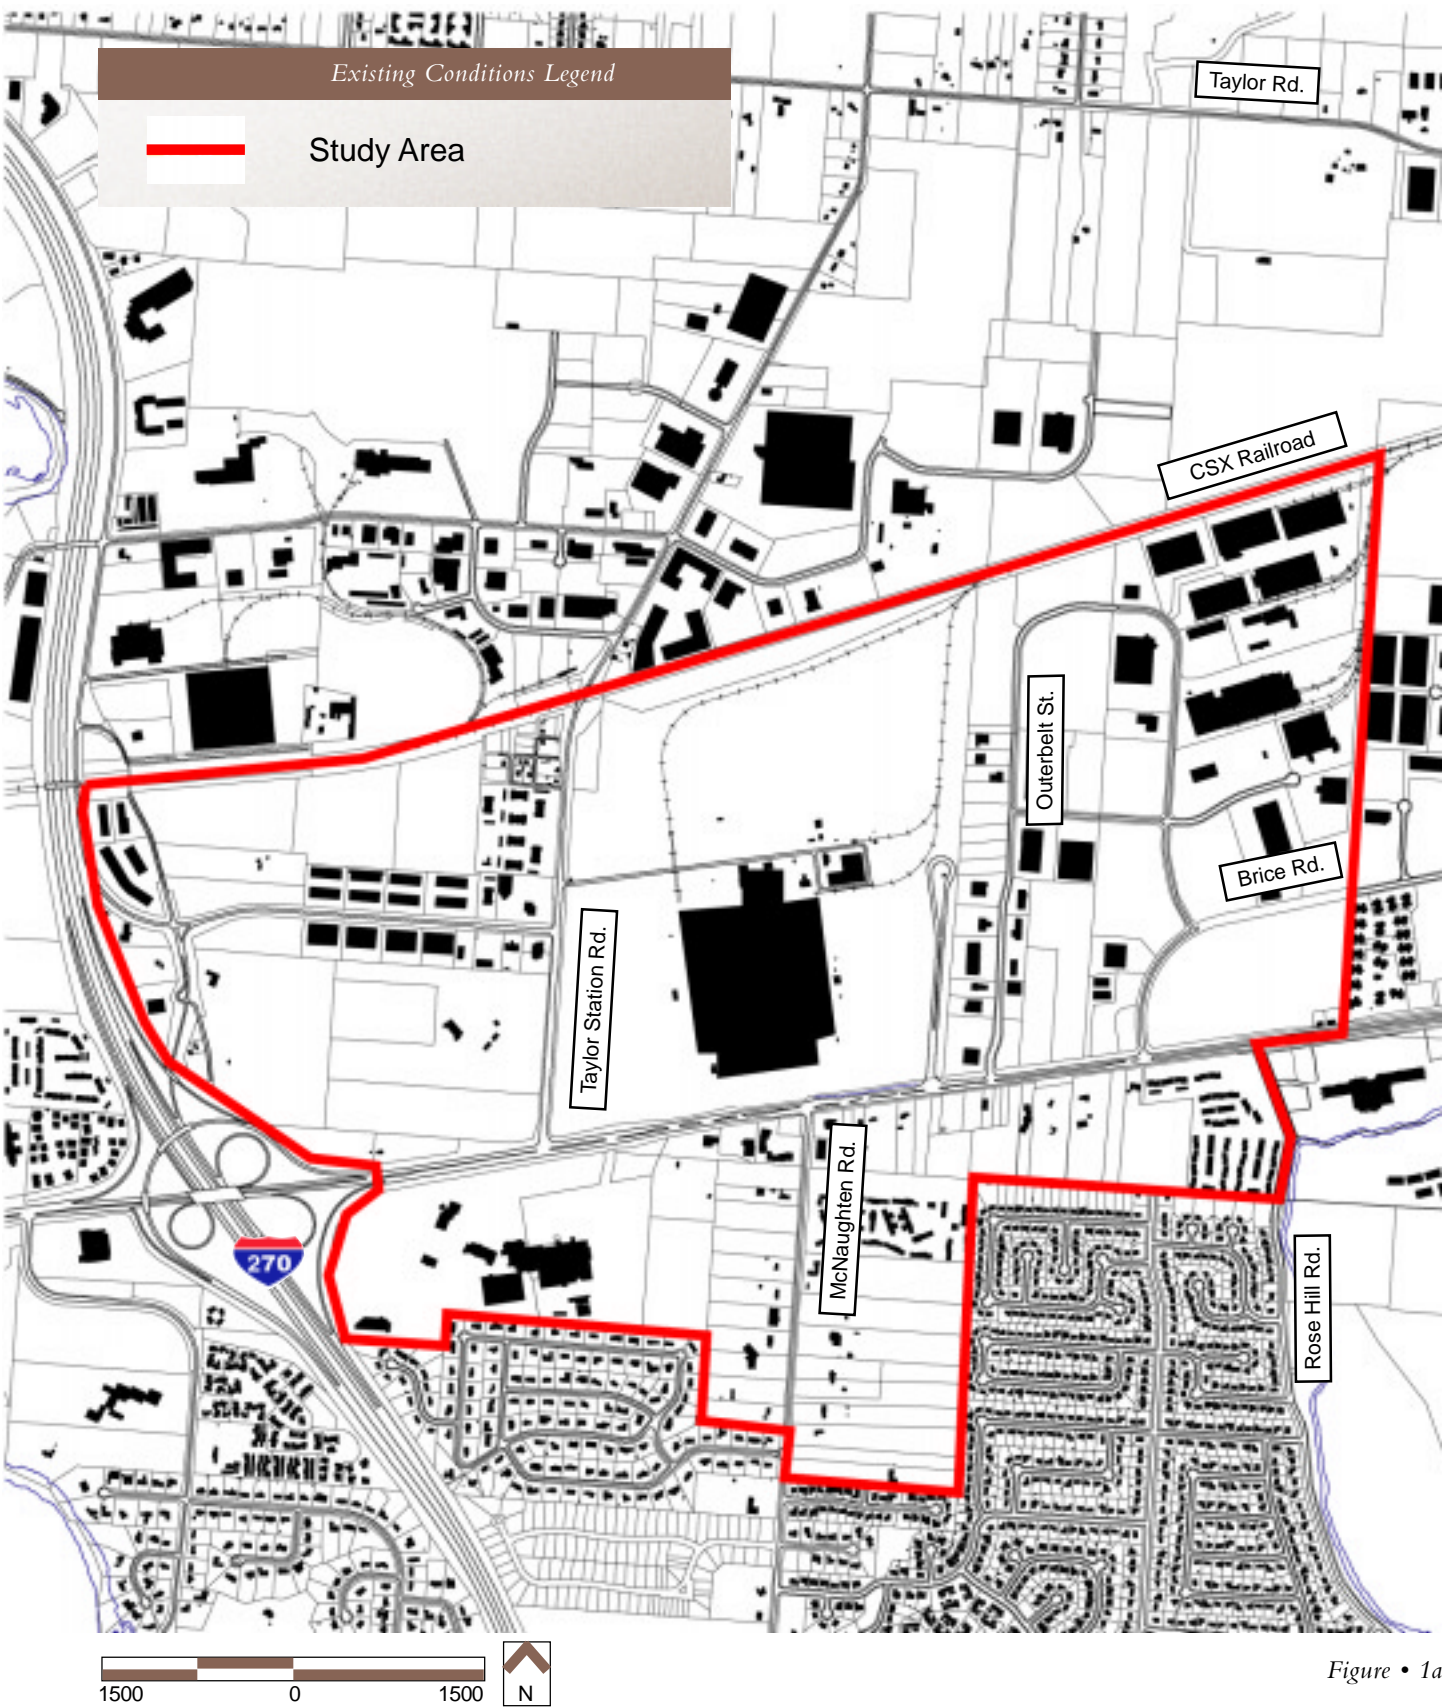 Existing Conditions Legend
Study Area
Taylor Rd.
CSX Railroad
Outerbelt St.
Brice Rd.
Taylor Station Rd.
McNaughten Rd.
Rose Hill Rd.
270
1500 0 1500
N
Figure • 1a